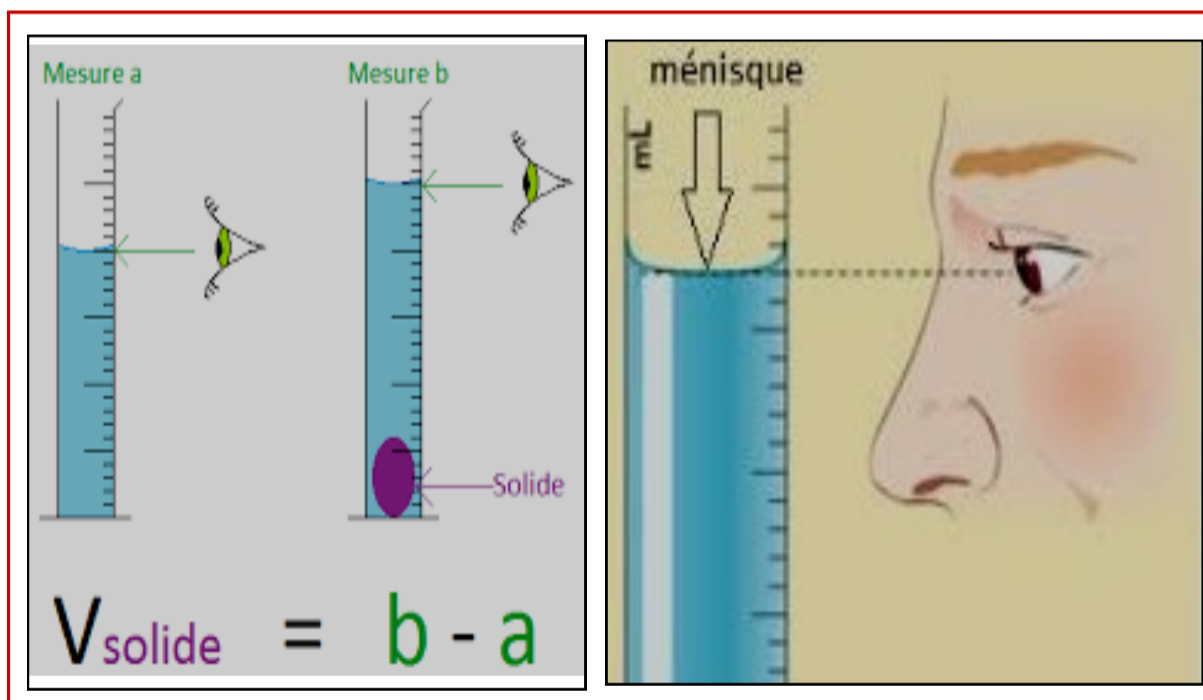 Mesure a
Mesure b
Solide
Vsolide = b - a
ménisque
mL